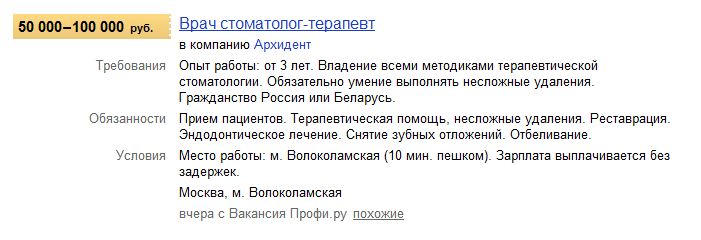 50 000–100 000 руб.
Врач стоматолог-терапевт
в компанию Архидент
Требования
Опыт работы: от 3 лет. Владение всеми методиками терапевтической
стоматологии. Обязательно умение выполнять несложные удаления.
Гражданство Россия или Беларусь.
Обязанности
Прием пациентов. Терапевтическая помощь, несложные удаления. Реставрация.
Эндодонтическое лечение. Снятие зубных отложений. Отбеливание.
Условия
Место работы: м. Волоколамская (10 мин. пешком). Зарплата выплачивается без
задержек.
Москва, м. Волоколамская
вчера с Вакансия Профи.ру похожие